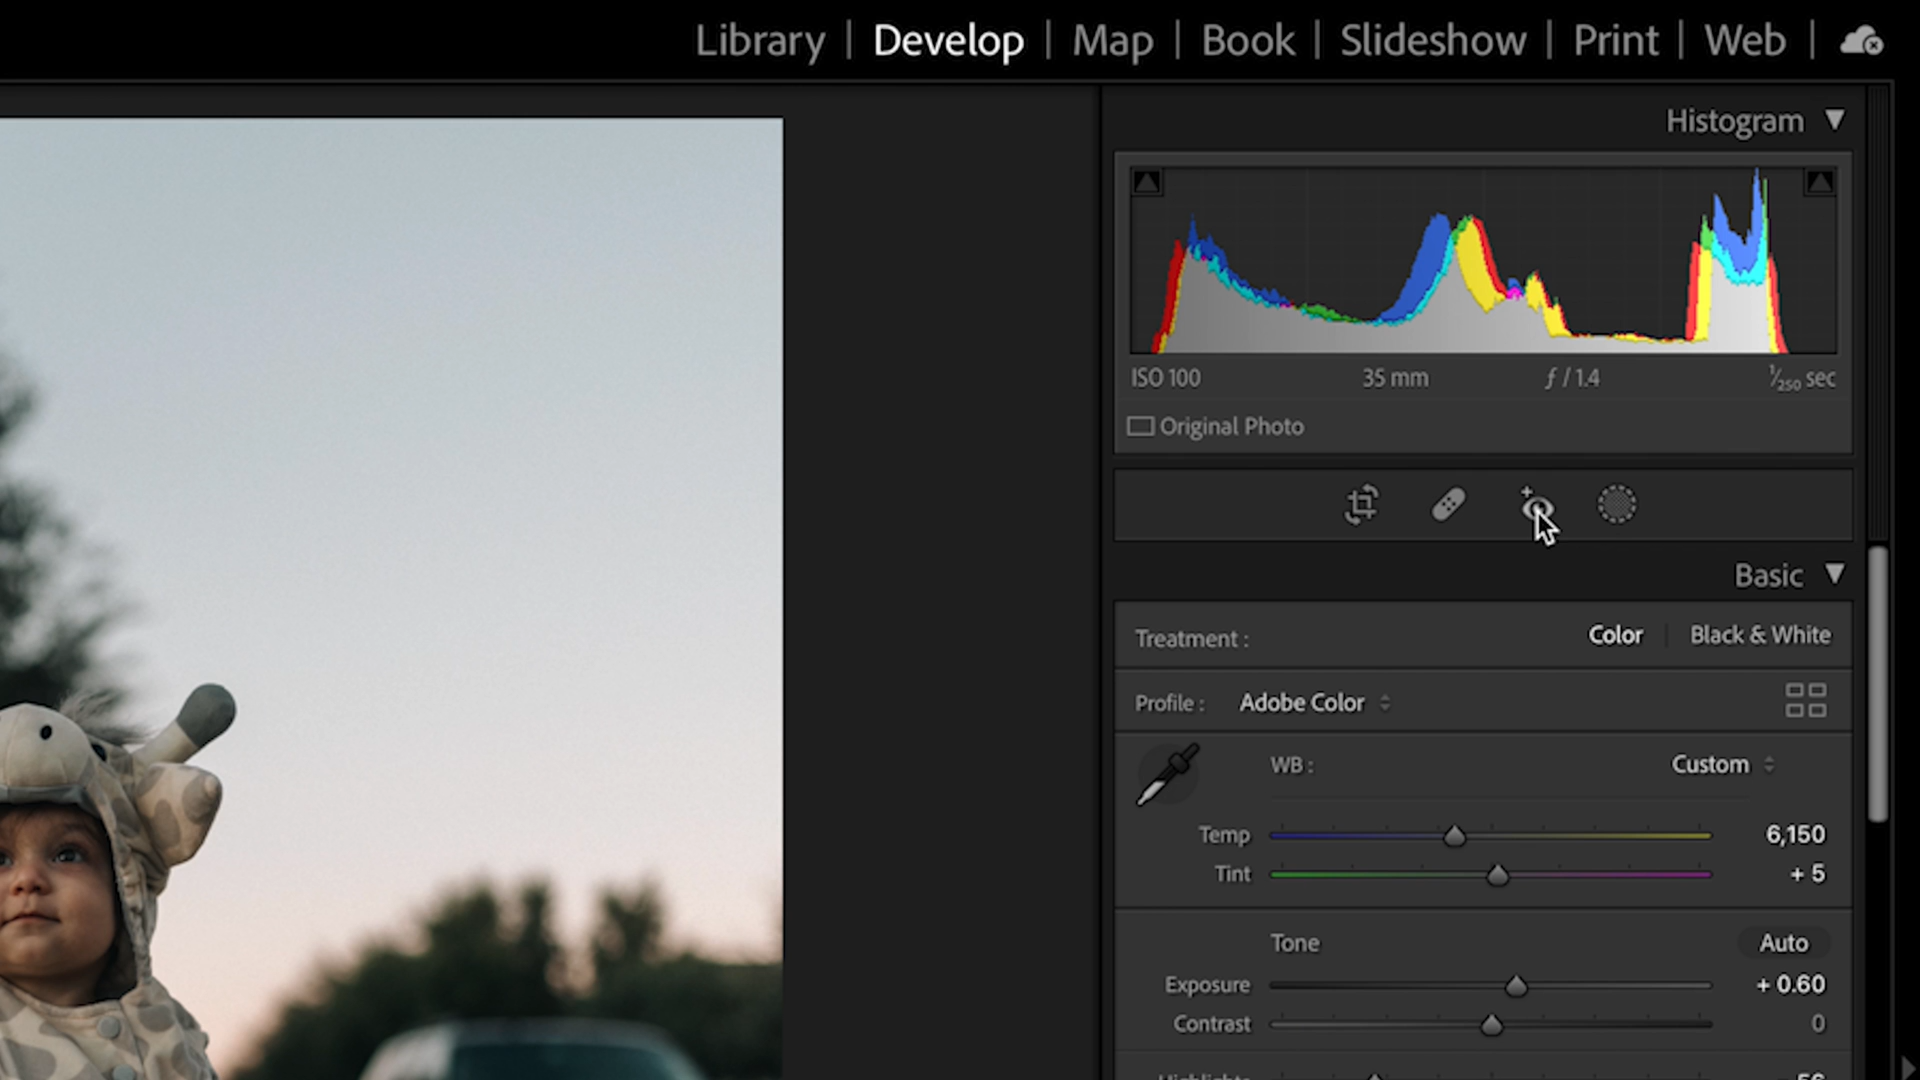 Library | Develop | Map | Book | Slideshow | Print | Web |
Histogram
ISO 100 35 mm ƒ / 1.4 1/250 sec
Original Photo
Basic
Treatment : Color Black & White
Profile : Adobe Color
WB : Custom
Temp 6,150
Tint + 5
Tone Auto
Exposure + 0.60
Contrast 0
Highlights